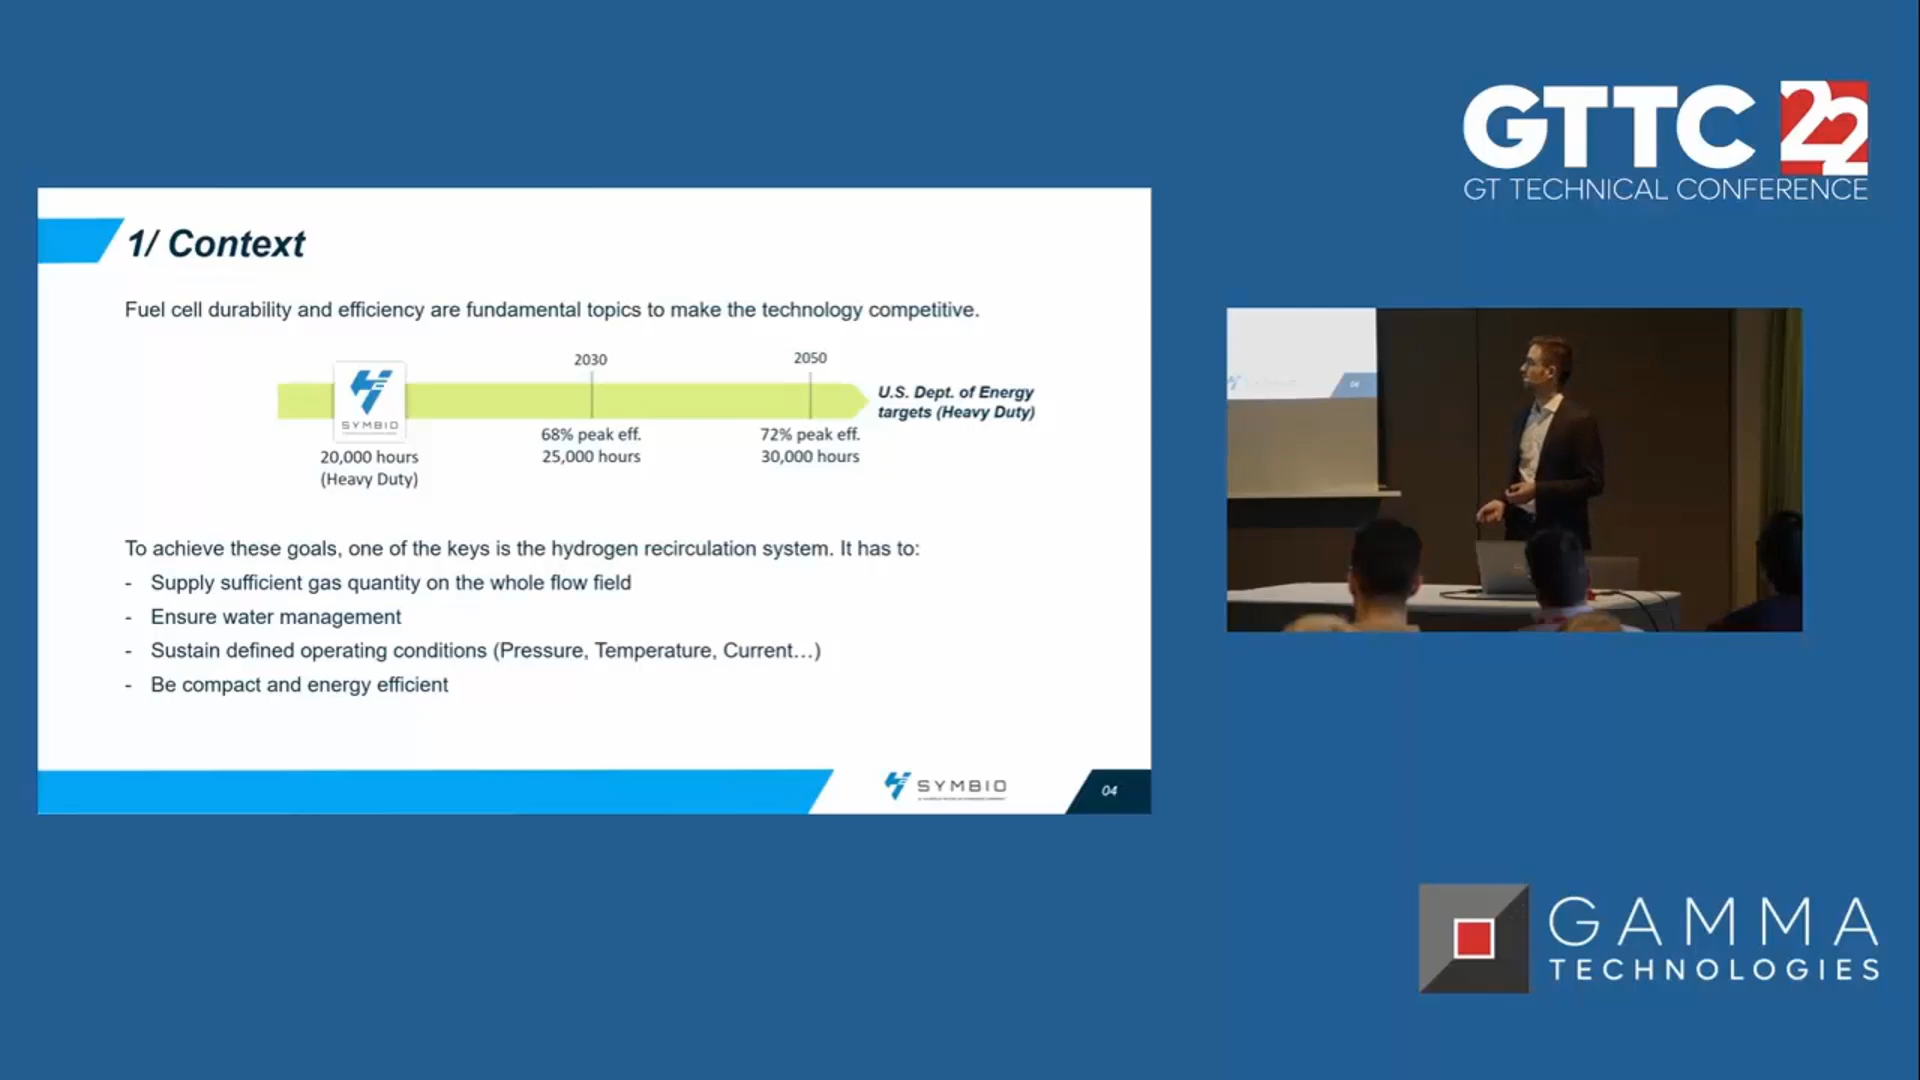 GTTC 22
GT TECHNICAL CONFERENCE
1/ Context
Fuel cell durability and efficiency are fundamental topics to make the technology competitive.
2030
2050
SYMBIO
U.S. Dept. of Energy
targets (Heavy Duty)
20,000 hours
(Heavy Duty)
68% peak eff.
25,000 hours
72% peak eff.
30,000 hours
To achieve these goals, one of the keys is the hydrogen recirculation system. It has to:
- Supply sufficient gas quantity on the whole flow field
- Ensure water management
- Sustain defined operating conditions (Pressure, Temperature, Current…)
- Be compact and energy efficient
SYMBIO
04
04
GAMMA
TECHNOLOGIES